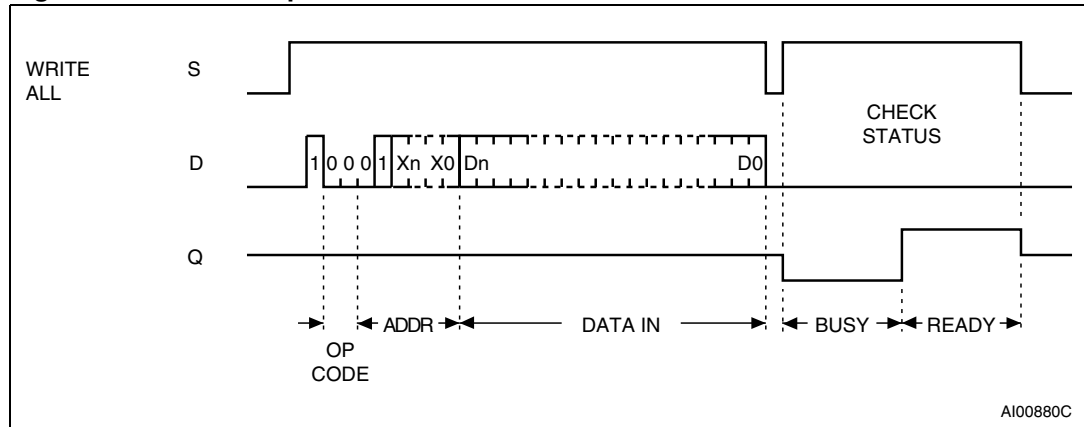 WRITE
ALL
S
CHECK
STATUS
D
1 0 0 0 1 Xn X0 Dn D0
Q
ADDR DATA IN BUSY READY
OP
CODE
AI00880C